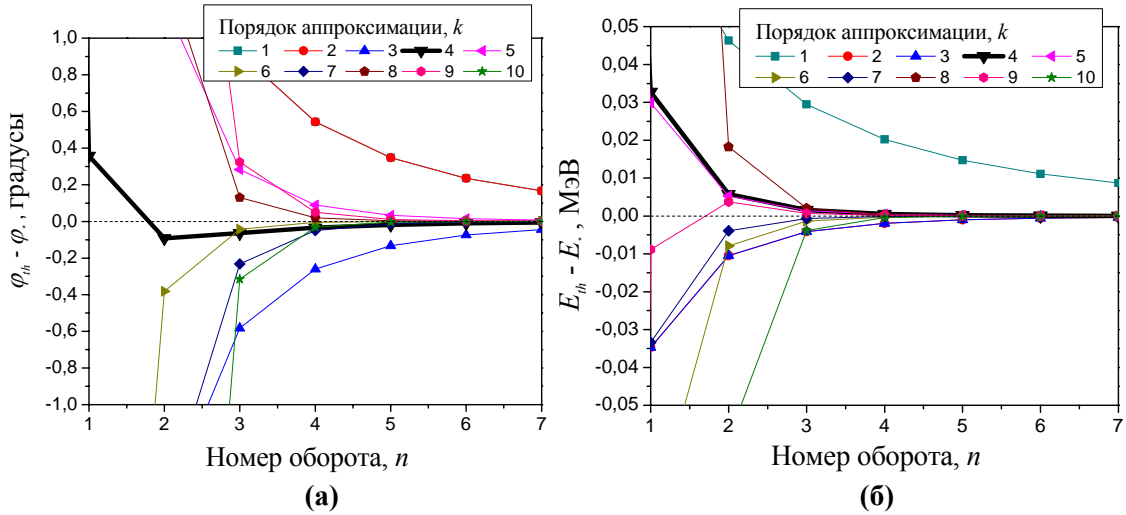 Порядок аппроксимации, k
1 2 3 4 5
6 7 8 9 10
1,0
0,8
0,6
0,4
0,2
0,0
-0,2
-0,4
-0,6
-0,8
-1,0
φth - φ*, градусы
1 2 3 4 5 6 7
Номер оборота, n
(а)
Порядок аппроксимации, k
1 2 3 4 5
6 7 8 9 10
0,05
0,04
0,03
0,02
0,01
0,00
-0,01
-0,02
-0,03
-0,04
-0,05
Eth - E*, МэВ
1 2 3 4 5 6 7
Номер оборота, n
(б)